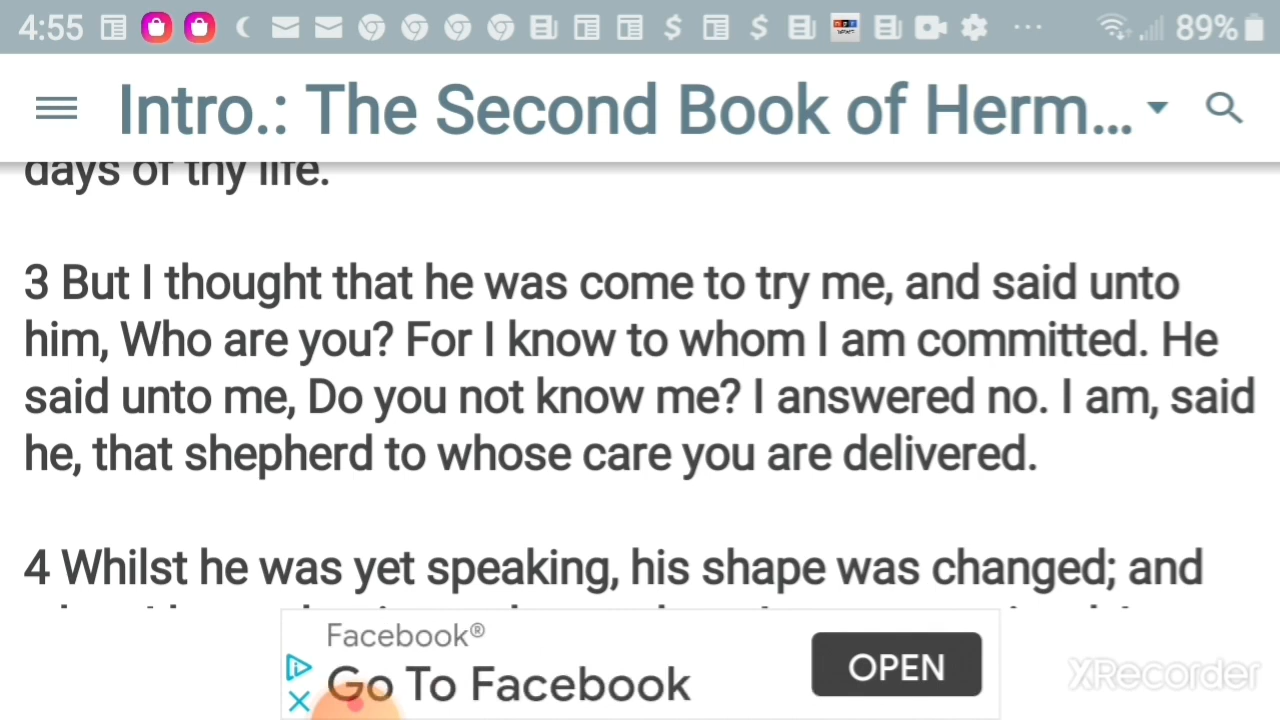 4:55 89%
Intro.: The Second Book of Herm...
days of thy life.
3 But I thought that he was come to try me, and said unto
him, Who are you? For I know to whom I am committed. He
said unto me, Do you not know me? I answered no. I am, said
he, that shepherd to whose care you are delivered.
4 Whilst he was yet speaking, his shape was changed; and
Facebook®
Go To Facebook
OPEN
XRecorder